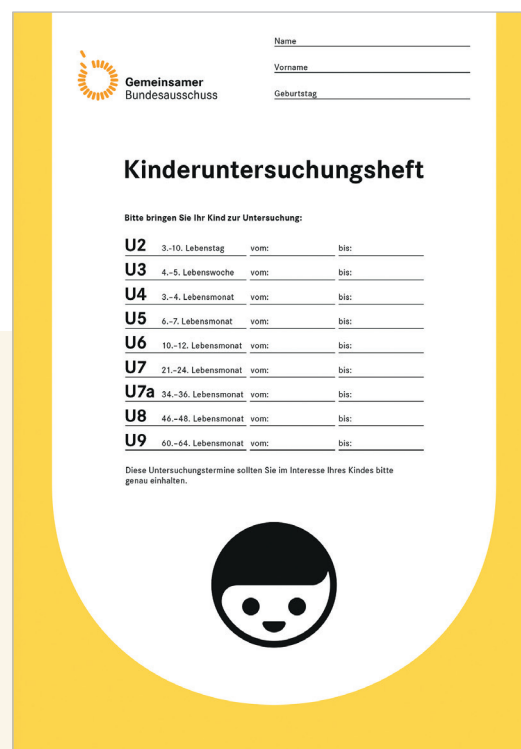 Gemeinsamer
Bundesausschuss
Name
Vorname
Geburtstag
Kinderuntersuchungsheft
Bitte bringen Sie Ihr Kind zur Untersuchung:
U2 3.-10. Lebenstag vom: bis:
U3 4.–5. Lebenswoche vom: bis:
U4 3.–4. Lebensmonat vom: bis:
U5 6.–7. Lebensmonat vom: bis:
U6 10.–12. Lebensmonat vom: bis:
U7 21.–24. Lebensmonat vom: bis:
U7a 34.–36. Lebensmonat vom: bis:
U8 46.–48. Lebensmonat vom: bis:
U9 60.–64. Lebensmonat vom: bis:
Diese Untersuchungstermine sollten Sie im Interesse Ihres Kindes bitte
genau einhalten.